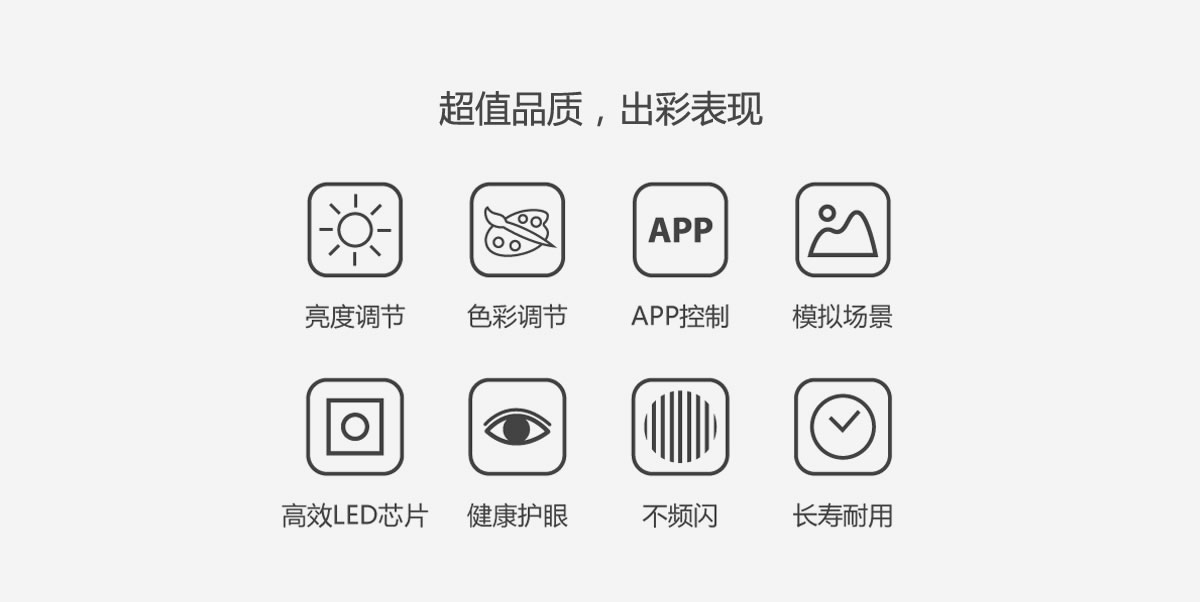 超值品质，出彩表现
APP
亮度调节
色彩调节
APP控制
模拟场景
高效LED芯片
健康护眼
不频闪
长寿耐用